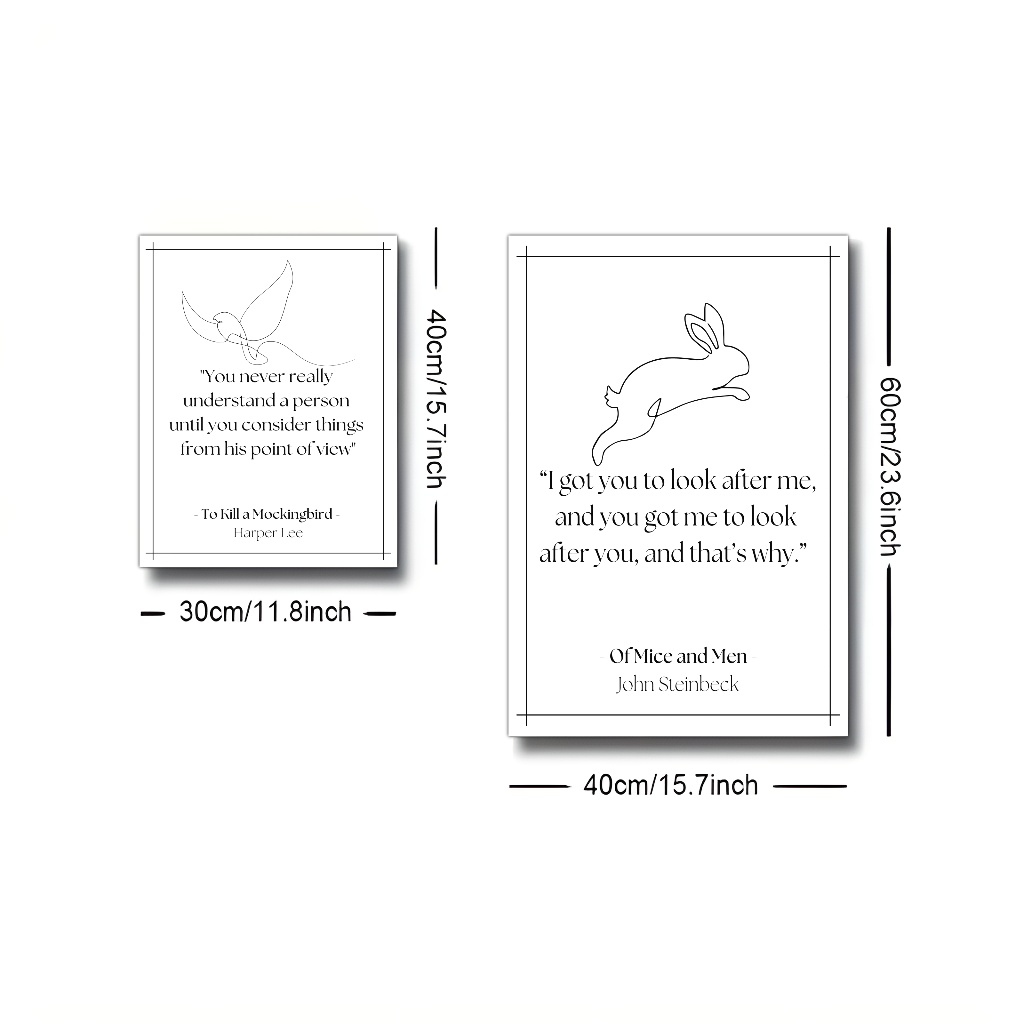 "You never really
understand a person
until you consider things
from his point of view"
- To Kill a Mockingbird -
Harper Lee
40cm/15.7inch
30cm/11.8inch
“I got you to look after me,
and you got me to look
after you, and that’s why.”
Of Mice and Men
John Steinbeck
60cm/23.6inch
40cm/15.7inch